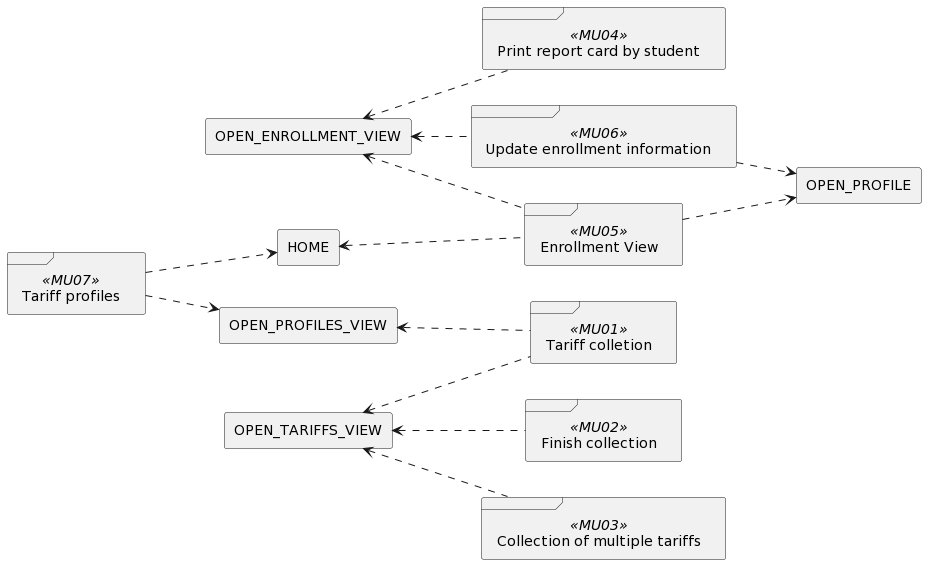 «MU04»
Print report card by student
OPEN_ENROLLMENT_VIEW
«MU06»
Update enrollment information
OPEN_PROFILE
«MU05»
Enrollment View
HOME
«MU07»
Tariff profiles
OPEN_PROFILES_VIEW
«MU01»
Tariff colletion
OPEN_TARIFFS_VIEW
«MU02»
Finish collection
«MU03»
Collection of multiple tariffs